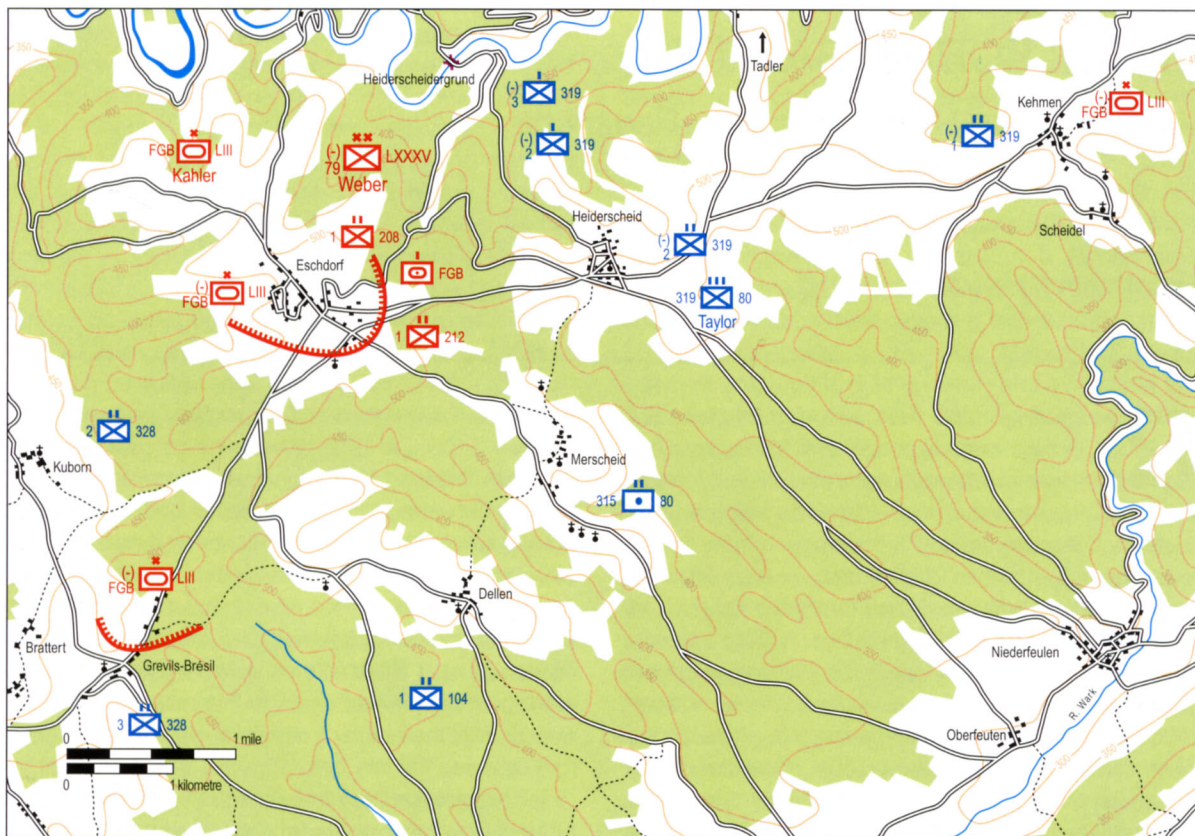 350
Tadler
Heiderscheidergrund
(-) 3 319
Kehmen
(-) FGB LIII
(-) 2 319
(-) 1 319
FGB LIII
Kahler
(-) 79 LXXXV
Weber
Heiderscheid
Scheidel
1 208
Eschdorf
(-) 2 319
FGB
(-) FGB LIII
319 80
Taylor
1 212
2 328
Kuborn
Merscheid
315 80
(-) FGB LIII
Dellen
Brattert
Grevils-Brésil
Niederfeulen
R. Wark
1 104
3 328
Oberfeuten
0 1 mile
0 1 kilometre